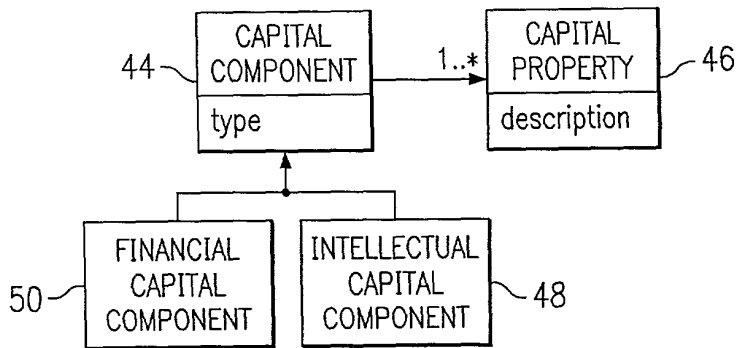 CAPITAL
COMPONENT
type
44
1..*
CAPITAL
PROPERTY
description
46
FINANCIAL
CAPITAL
COMPONENT
50
INTELLECTUAL
CAPITAL
COMPONENT
48